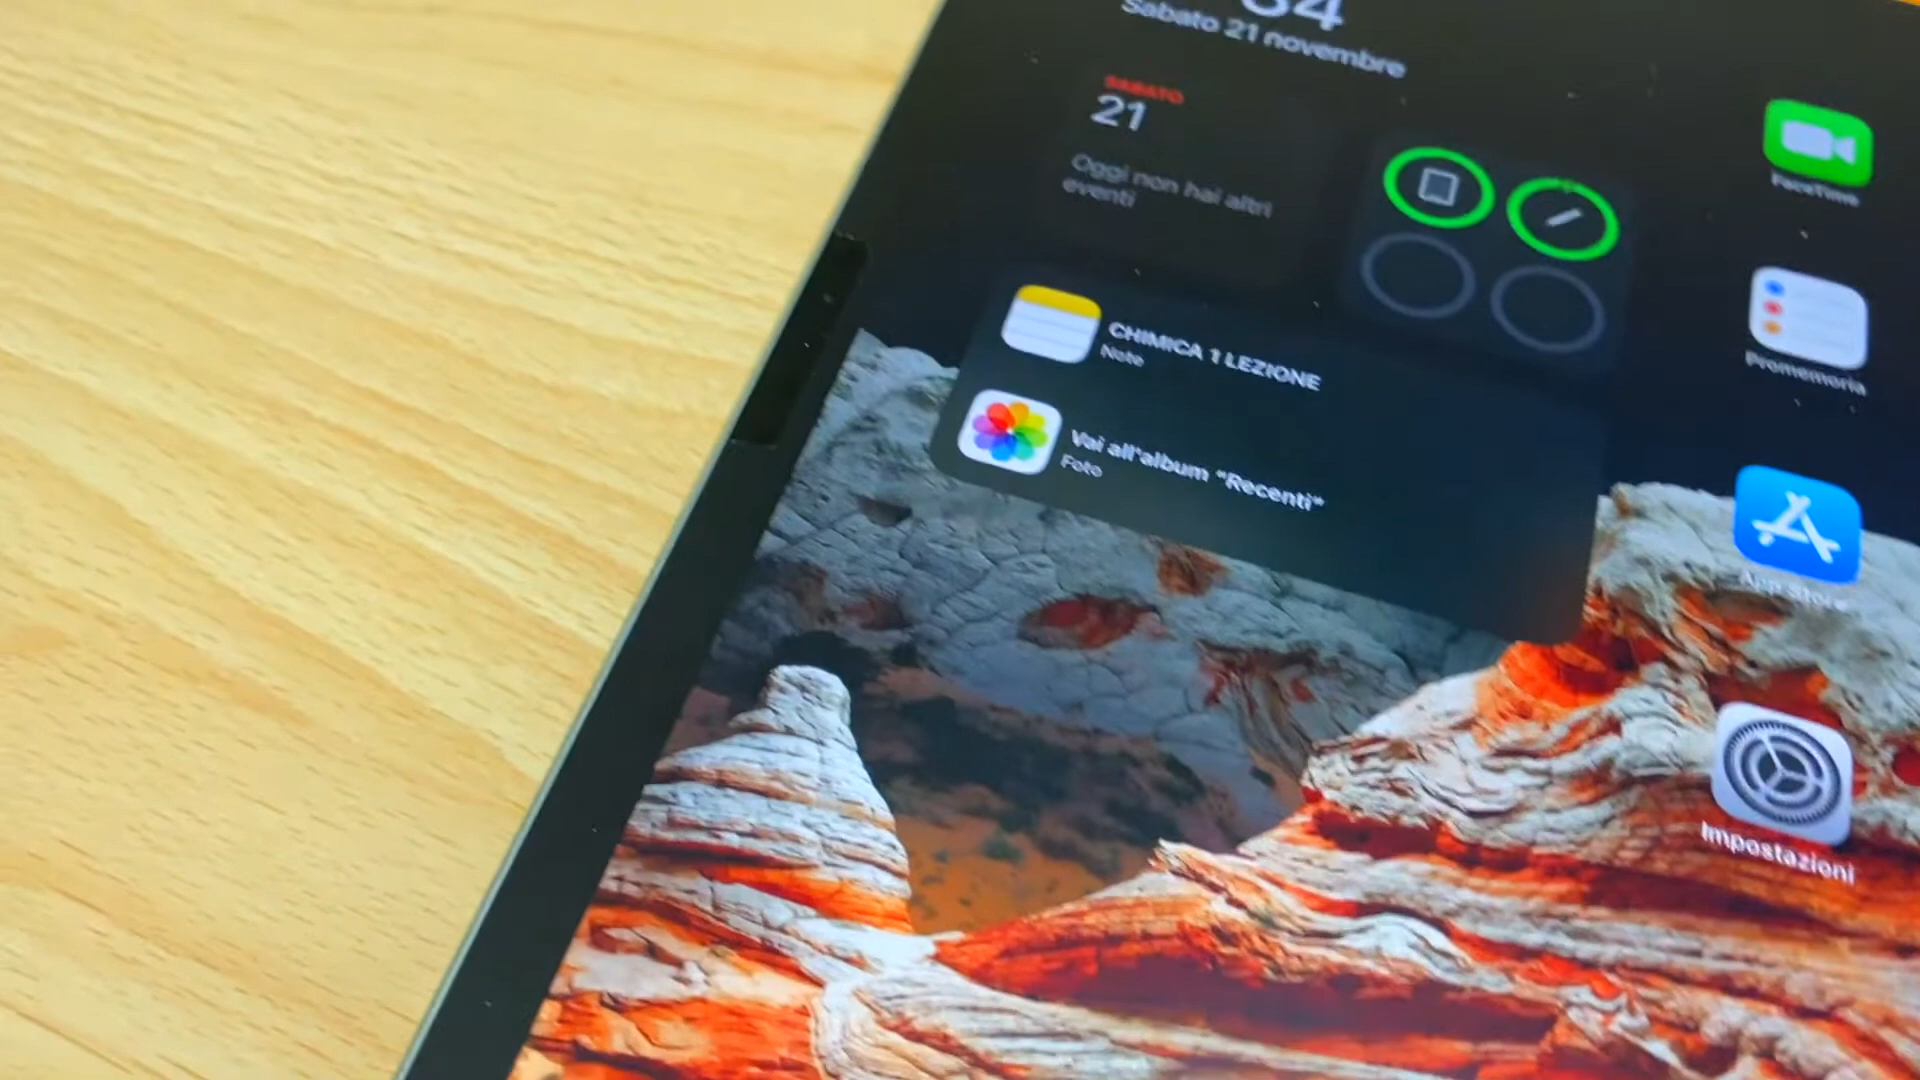 34
Sabato 21 novembre
SABATO
21
Oggi non hai altri
eventi
FaceTime
CHIMICA 1 LEZIONE
Note
Promemoria
Vai all'album "Recenti"
Foto
App Store
Impostazioni